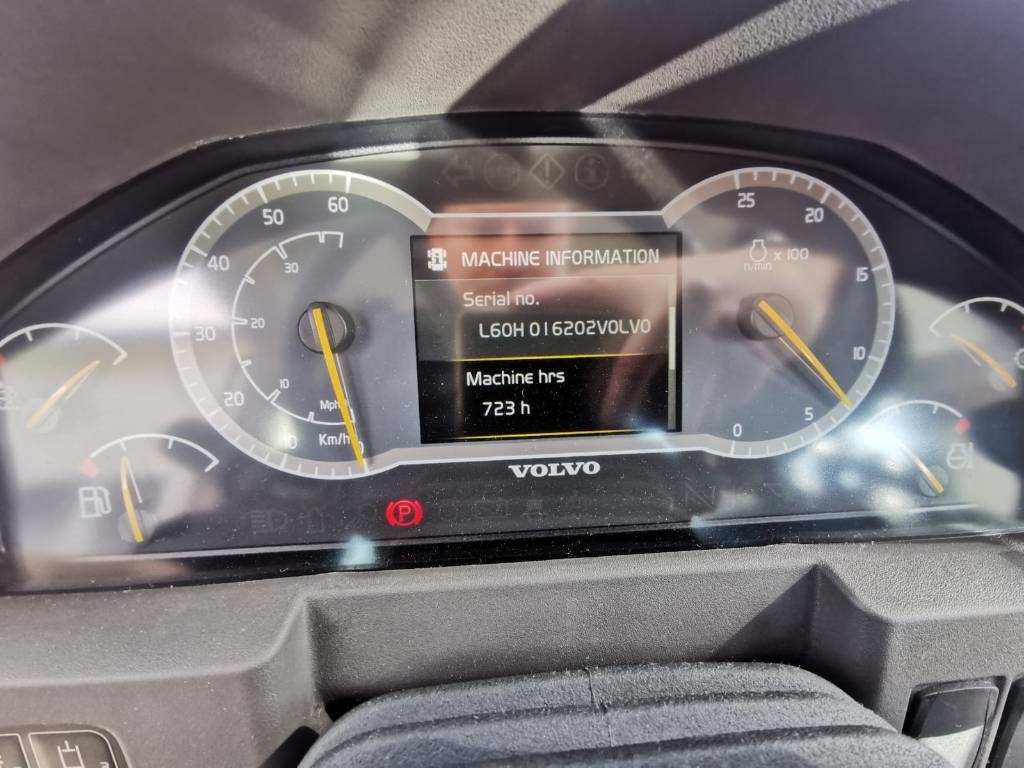 MACHINE INFORMATION
Serial no.
L60H 016202VOLVO
Machine hrs
723 h
60
50
40
20
10
30
20
10
Mph
Km/h
25
20
15
10
5
0
n/min
x 100
VOLVO
P